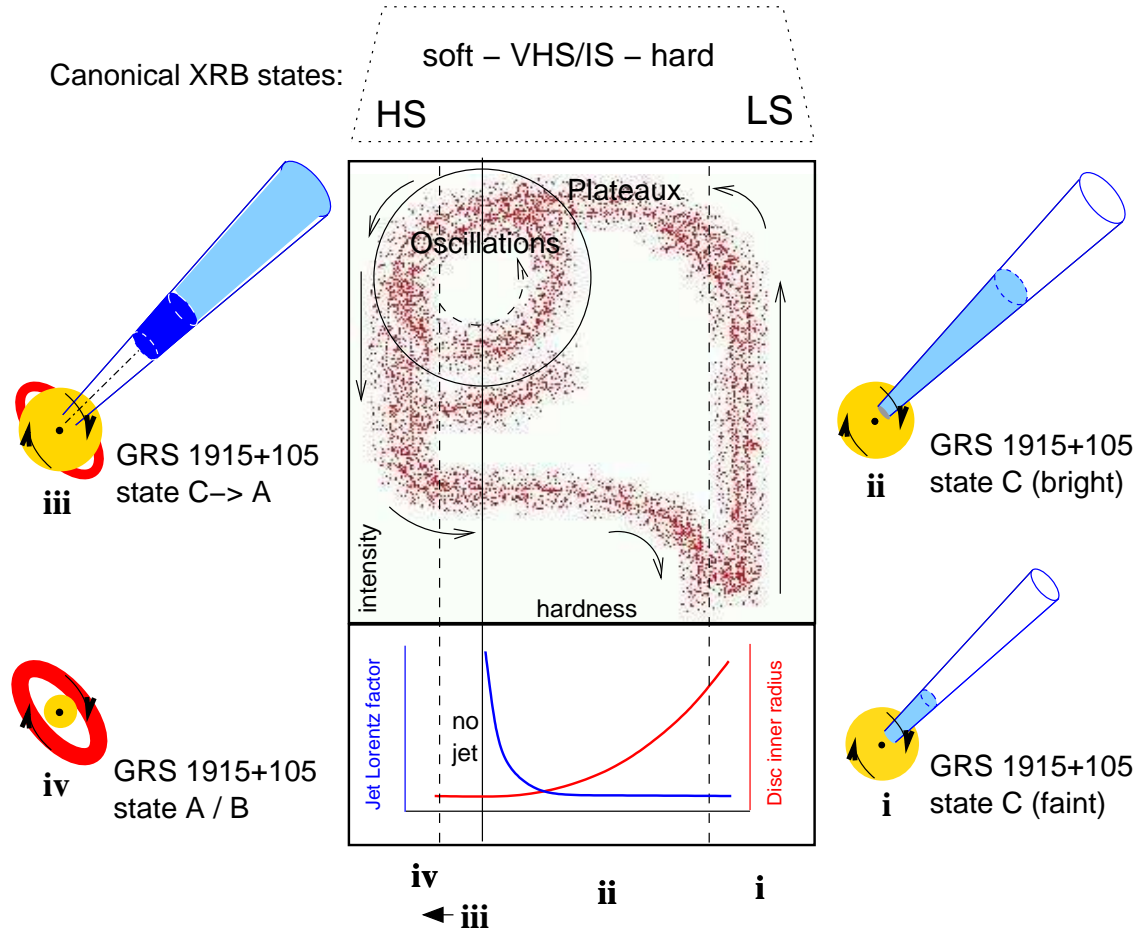 soft – VHS/IS – hard
Canonical XRB states:
HS
LS
Plateaux
Oscillations
GRS 1915+105
state C–> A
iii
GRS 1915+105
state C (bright)
ii
intensity
hardness
Jet Lorentz factor
no
jet
Disc inner radius
GRS 1915+105
state A / B
iv
GRS 1915+105
state C (faint)
i
iv
iii
ii
i